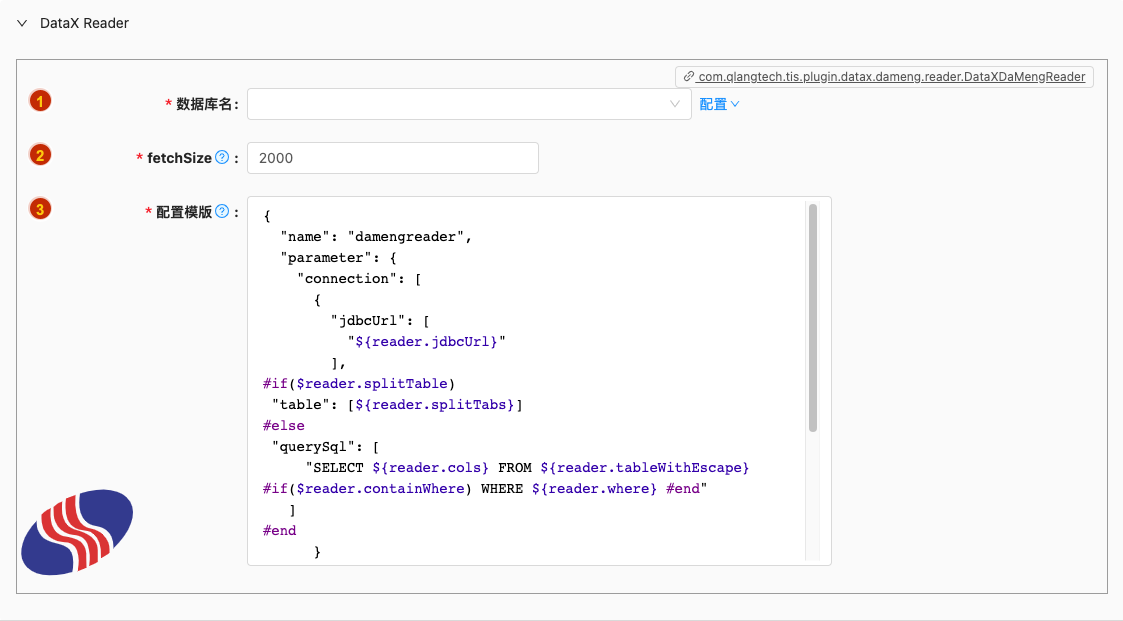 DataX Reader
com.qlangtech.tis.plugin.datax.dameng.reader.DataXDaMengReader
1 * 数据库名: 配置
2 * fetchSize ? : 2000
3 * 配置模版 ? :
{
  "name": "damengreader",
  "parameter": {
    "connection": [
      {
        "jdbcUrl": [
          "${reader.jdbcUrl}"
        ],
#if($reader.splitTable)
 "table": [${reader.splitTabs}]
#else
 "querySql": [
     "SELECT ${reader.cols} FROM ${reader.tableWithEscape}
#if($reader.containWhere) WHERE ${reader.where} #end"
   ]
#end
      }